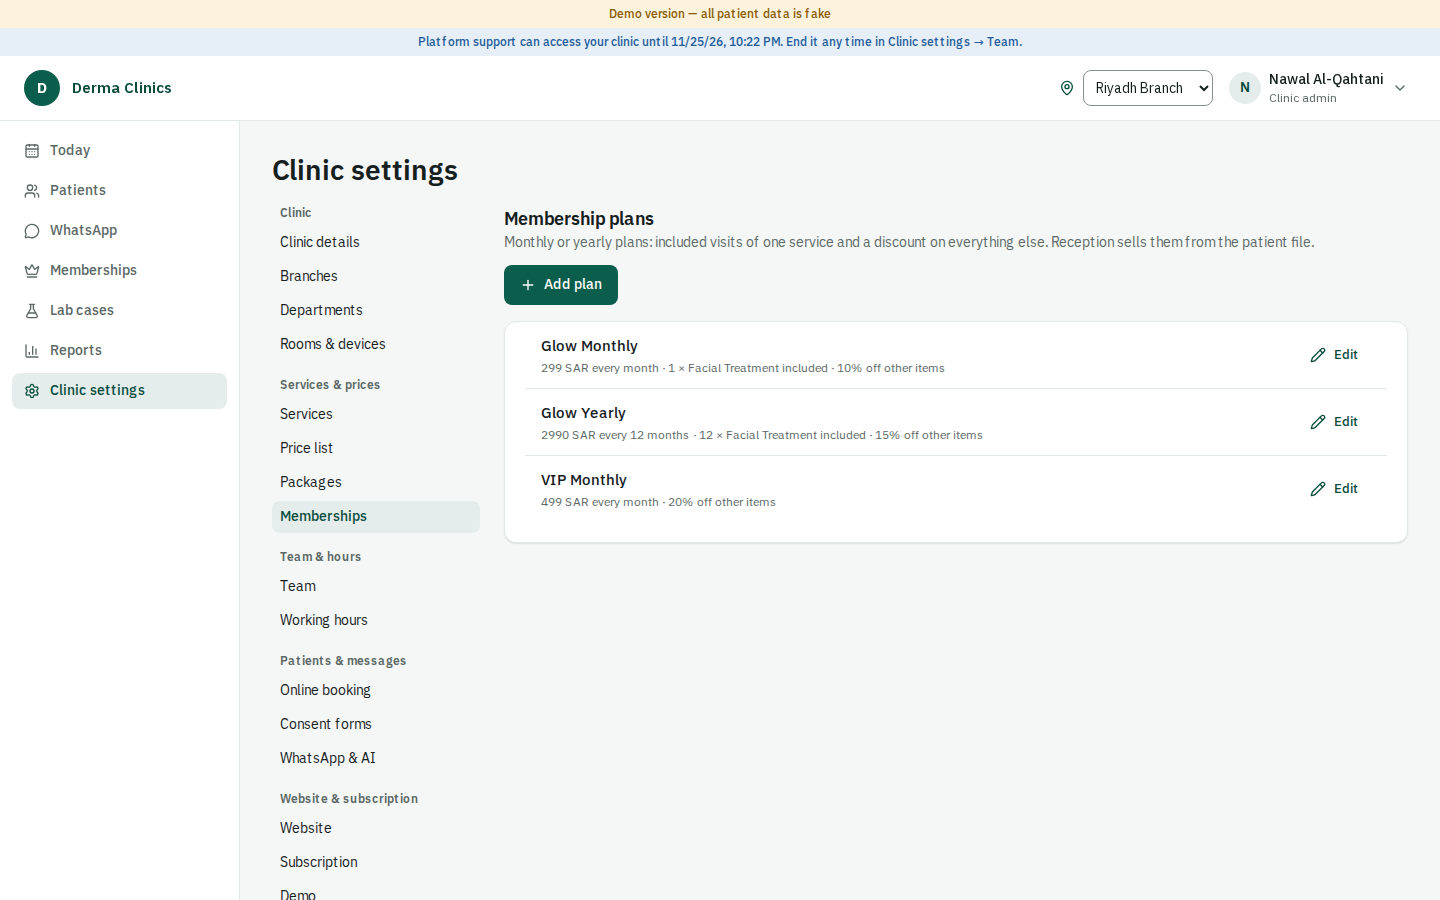 Demo version — all patient data is fake
Platform support can access your clinic until 11/25/26, 10:22 PM. End it any time in Clinic settings → Team.
D
Derma Clinics
Riyadh Branch
N
Nawal Al-Qahtani
Clinic admin
Today
Patients
WhatsApp
Memberships
Lab cases
Reports
Clinic settings
Clinic settings
Clinic
Clinic details
Branches
Departments
Rooms & devices
Services & prices
Services
Price list
Packages
Memberships
Team & hours
Team
Working hours
Patients & messages
Online booking
Consent forms
WhatsApp & AI
Website & subscription
Website
Subscription
Demo
Membership plans
Monthly or yearly plans: included visits of one service and a discount on everything else. Reception sells them from the patient file.
Add plan
Glow Monthly
299 SAR every month · 1 × Facial Treatment included · 10% off other items
Edit
Glow Yearly
2990 SAR every 12 months · 12 × Facial Treatment included · 15% off other items
Edit
VIP Monthly
499 SAR every month · 20% off other items
Edit